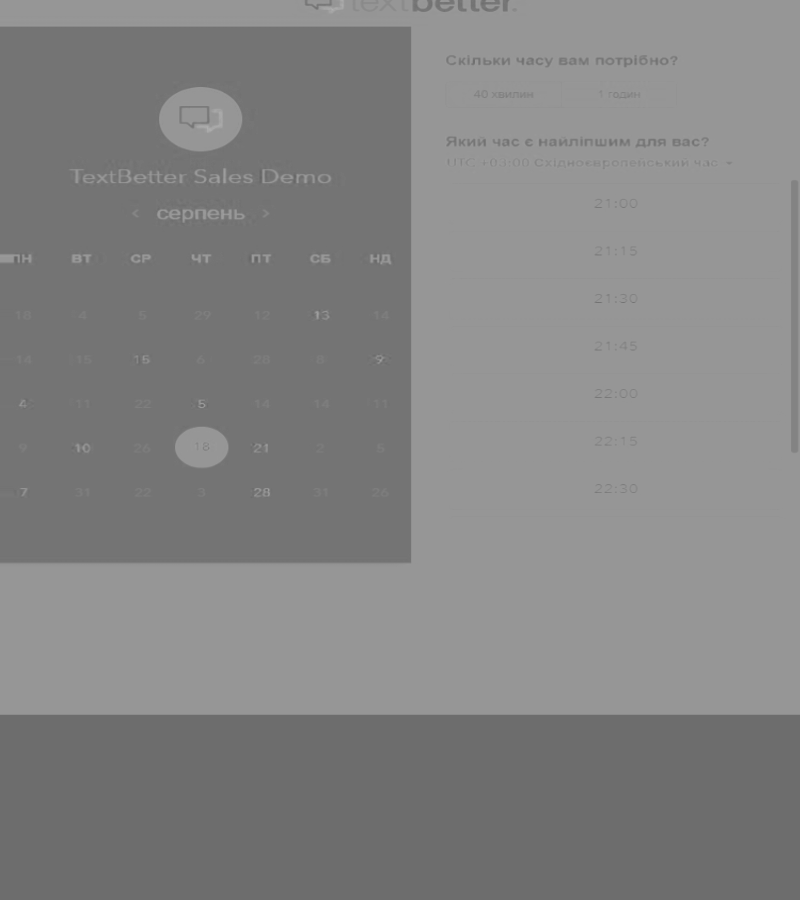 textbetter.
TextBetter Sales Demo
< серпень >
ПН ВТ СР ЧТ ПТ СБ НД
18 4 5 29 12 13 14
14 15 16 6 8 9
4 11 22 5 14 14 11
9 10 26 18 21 2 5
7 31 22 3 28 31 26
Скільки часу вам потрібно?
40 хвилин 1 годин
Який час є найліпшим для вас?
UTC +03:00 Східноєвропейський час
21:00
21:15
21:30
21:45
22:00
22:15
22:30